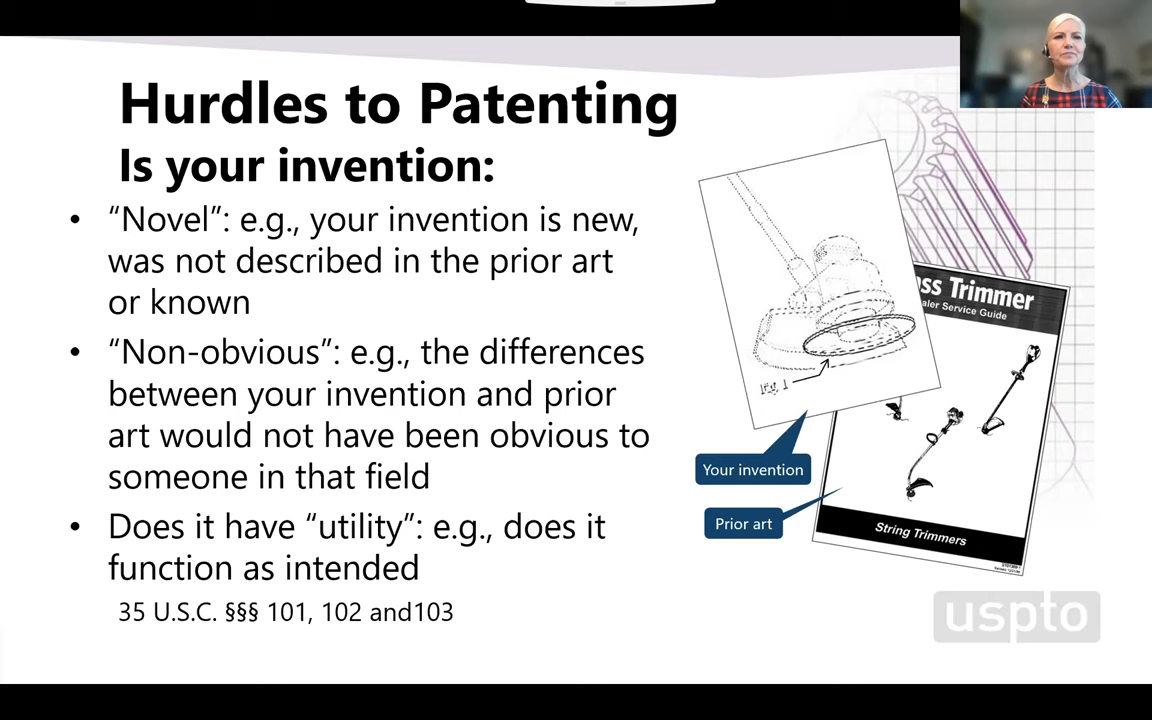 Hurdles to Patenting
Is your invention:
• “Novel”: e.g., your invention is new,
was not described in the prior art
or known
• “Non-obvious”: e.g., the differences
between your invention and prior
art would not have been obvious to
someone in that field
• Does it have “utility”: e.g., does it
function as intended
35 U.S.C. §§§ 101, 102 and103
ss Trimmer
aler Service Guide
Your invention
Prior art
String Trimmers
uspto